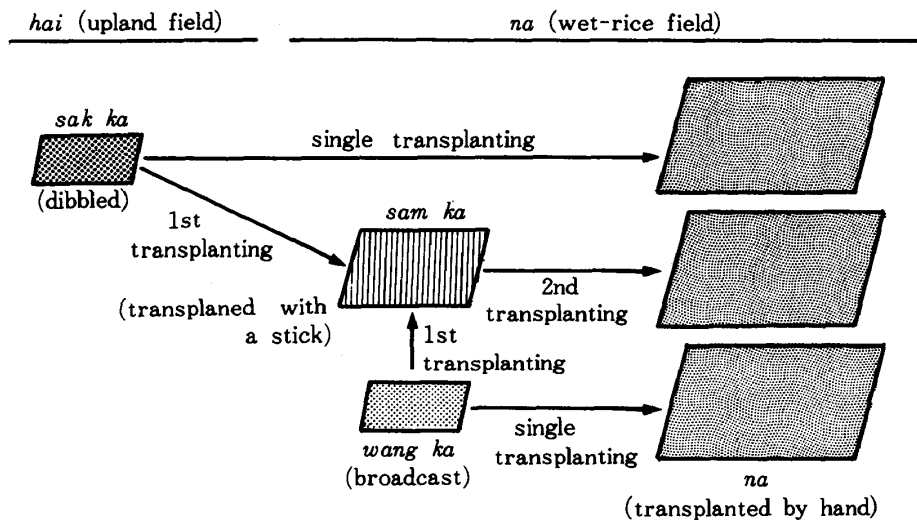 hai (upland field)
na (wet-rice field)
sak ka
(dibbled)
single transplanting
1st
transplanting
sam ka
(transplaned with
a stick)
2nd
transplanting
1st
transplanting
wang ka
(broadcast)
single
transplanting
na
(transplanted by hand)